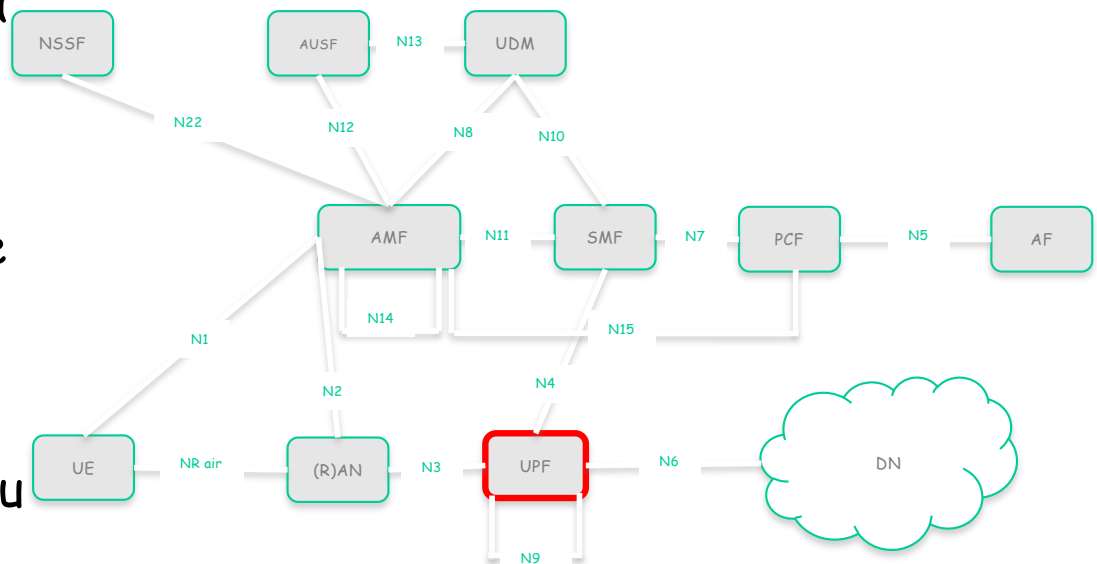 NSSF
AUSF
N13
UDM
N22
N12
N8
N10
e
AMF
N11
SMF
N7
PCF
N5
AF
N14
N15
N1
N2
N4
UE
NR air
(R)AN
N3
UPF
N6
DN
u
N9